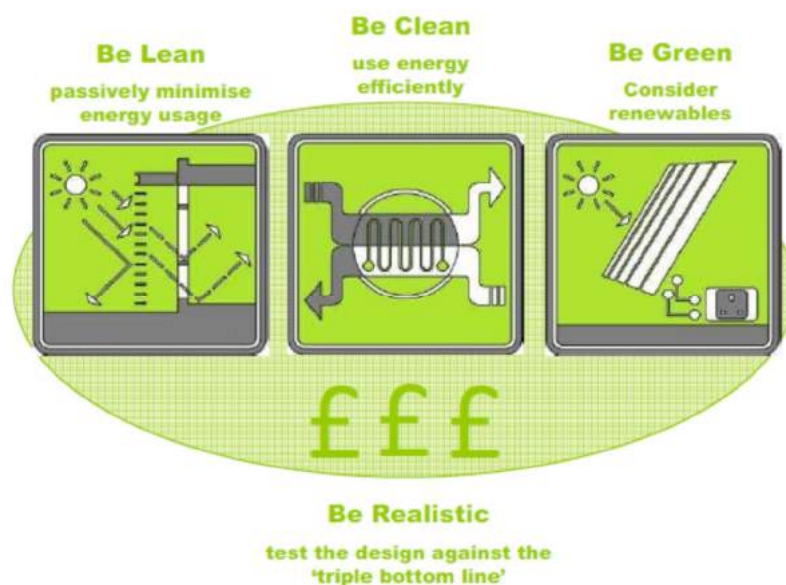 Be Lean
passively minimise
energy usage
Be Clean
use energy
efficiently
Be Green
Consider
renewables
£££
Be Realistic
test the design against the
‘triple bottom line’